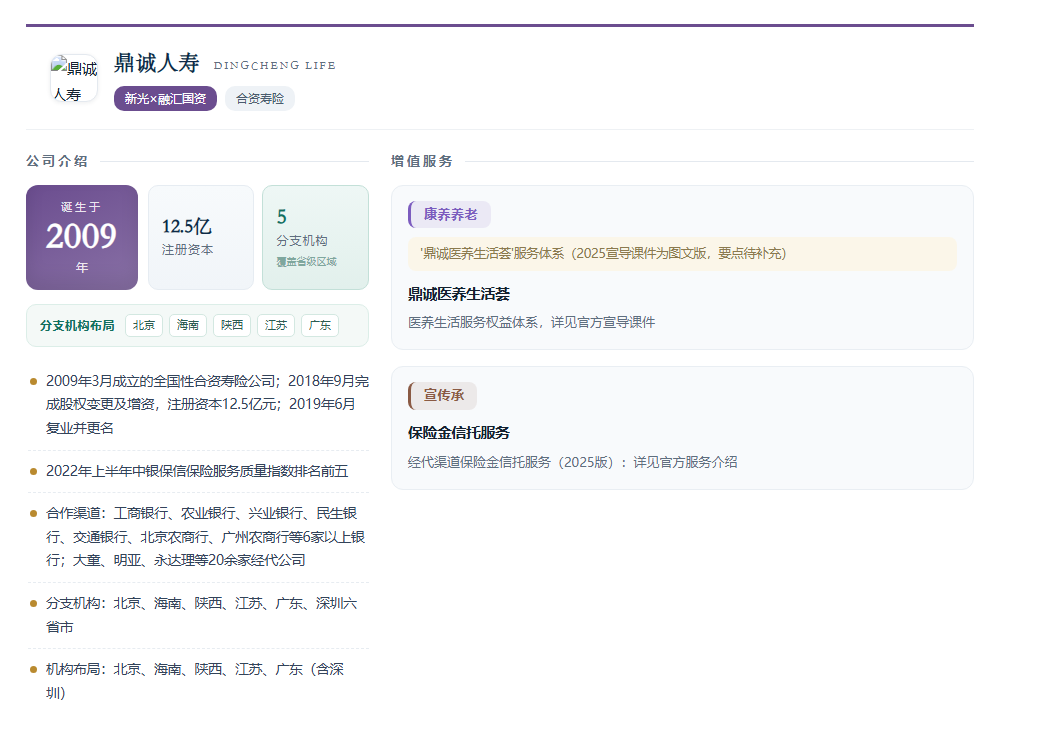 鼎诚人寿
鼎诚人寿 DINGCHENG LIFE
新光×融汇国资 合资寿险
公司介绍
诞生于
2009
年
12.5亿
注册资本
5
分支机构
覆盖省级区域
分支机构布局 北京 海南 陕西 江苏 广东
2009年3月成立的全国性合资寿险公司；2018年9月完
成股权变更及增资，注册资本12.5亿元；2019年6月
复业并更名
2022年上半年中银保信保险服务质量指数排名前五
合作渠道：工商银行、农业银行、兴业银行、民生银
行、交通银行、北京农商行、广州农商行等6家以上银
行；大童、明亚、永达理等20余家经代公司
分支机构：北京、海南、陕西、江苏、广东、深圳六
省市
机构布局：北京、海南、陕西、江苏、广东（含深
圳）
增值服务
康养养老
'鼎诚医养生活荟'服务体系（2025宣导课件为图文版，要点待补充）
鼎诚医养生活荟
医养生活服务权益体系，详见官方宣导课件
宣传承
保险金信托服务
经代渠道保险金信托服务（2025版）：详见官方服务介绍